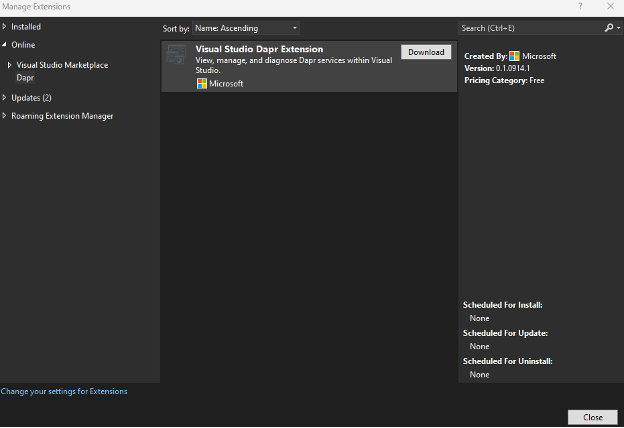 Manage Extensions
? ×
Installed
Online
Visual Studio Marketplace
Dapr
Updates (2)
Roaming Extension Manager
Change your settings for Extensions
Sort by: Name: Ascending
Visual Studio Dapr Extension
Download
View, manage, and diagnose Dapr services within Visual
Studio.
Microsoft
Search (Ctrl+E)
Created By: Microsoft
Version: 0.1.0914.1
Pricing Category: Free
Scheduled For Install:
None
Scheduled For Update:
None
Scheduled For Uninstall:
None
Close